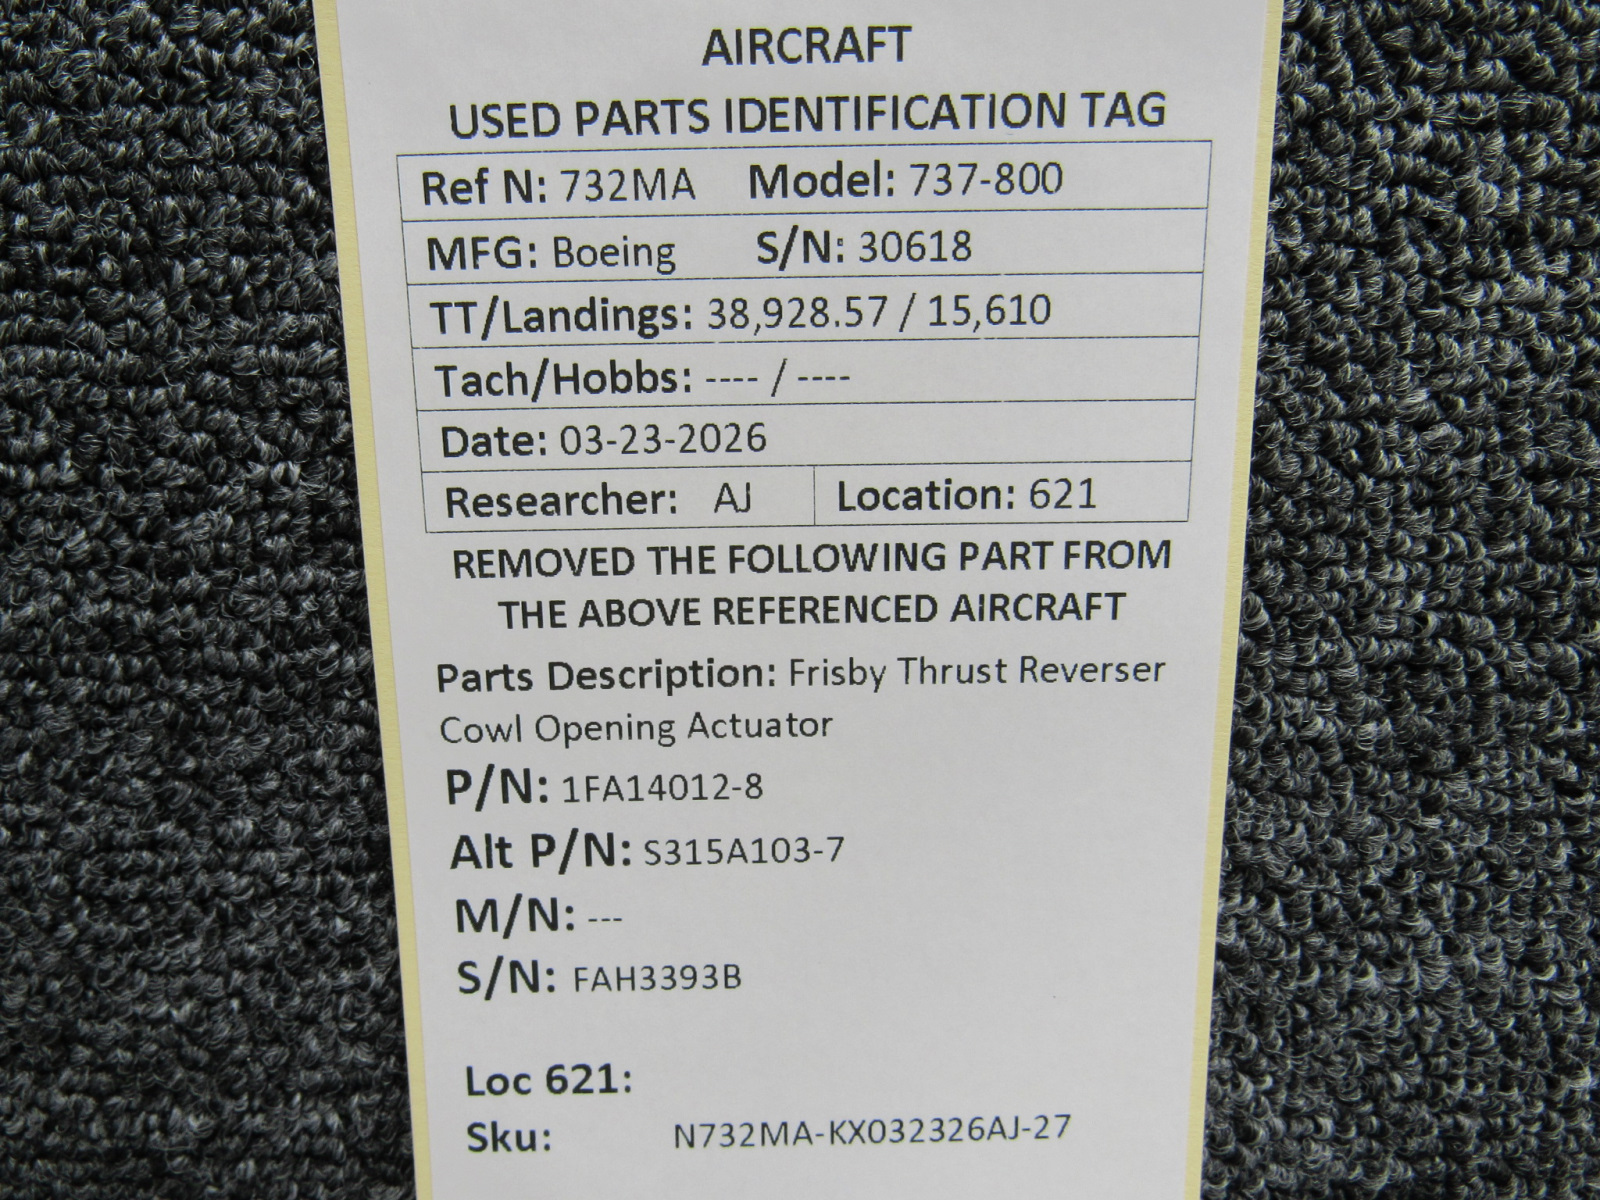 AIRCRAFT
USED PARTS IDENTIFICATION TAG
Ref N: 732MA Model: 737-800
MFG: Boeing S/N: 30618
TT/Landings: 38,928.57 / 15,610
Tach/Hobbs: ---- / ----
Date: 03-23-2026
Researcher: AJ Location: 621
REMOVED THE FOLLOWING PART FROM
THE ABOVE REFERENCED AIRCRAFT
Parts Description: Frisby Thrust Reverser
Cowl Opening Actuator
P/N: 1FA14012-8
Alt P/N: S315A103-7
M/N: ---
S/N: FAH3393B
Loc 621:
Sku: N732MA-KX032326AJ-27